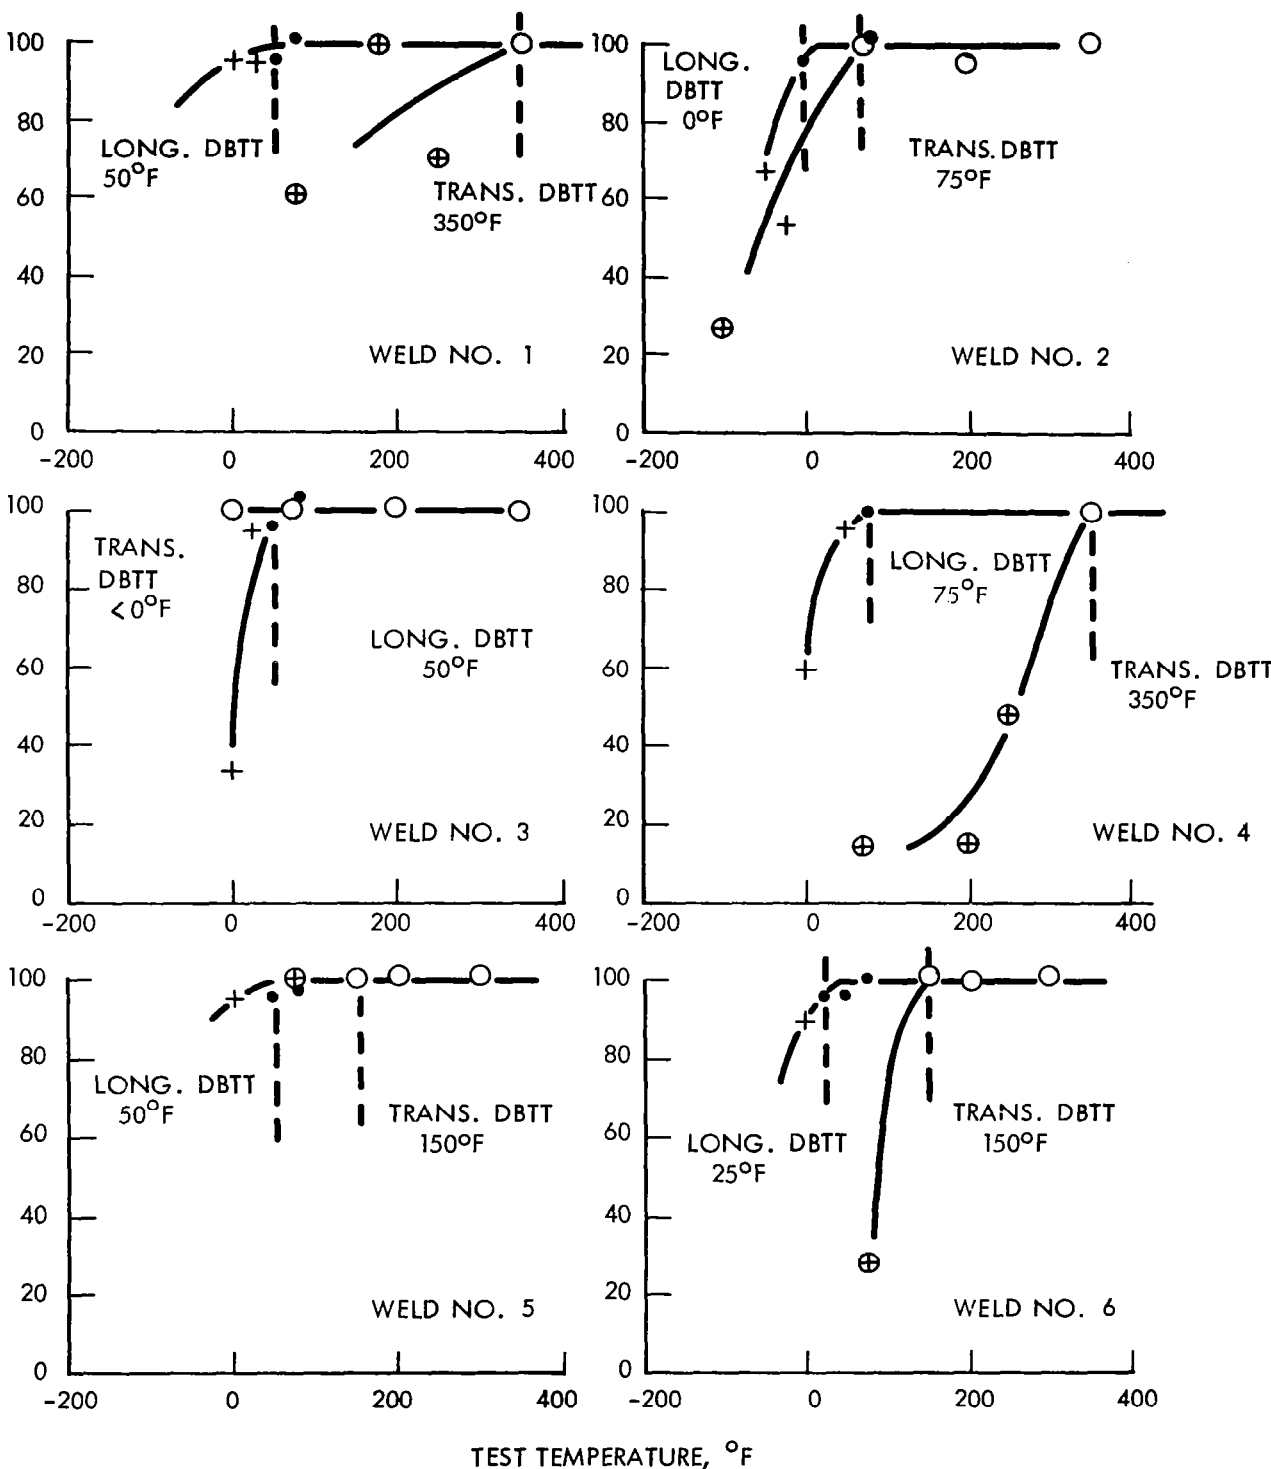 100
80
60
40
20
0
-200
0
200
400
LONG. DBTT
50°F
TRANS. DBTT
350°F
WELD NO. 1
100
80
60
40
20
0
-200
0
200
400
LONG.
DBTT
0°F
TRANS. DBTT
75°F
WELD NO. 2
100
80
60
40
20
0
-200
0
200
400
TRANS.
DBTT
<0°F
LONG. DBTT
50°F
WELD NO. 3
100
80
60
40
20
0
-200
0
200
400
LONG. DBTT
75°F
TRANS. DBTT
350°F
WELD NO. 4
100
80
60
40
20
0
-200
0
200
400
LONG. DBTT
50°F
TRANS. DBTT
150°F
WELD NO. 5
100
80
60
40
20
0
-200
0
200
400
LONG. DBTT
25°F
TRANS. DBTT
150°F
WELD NO. 6
TEST TEMPERATURE, °F